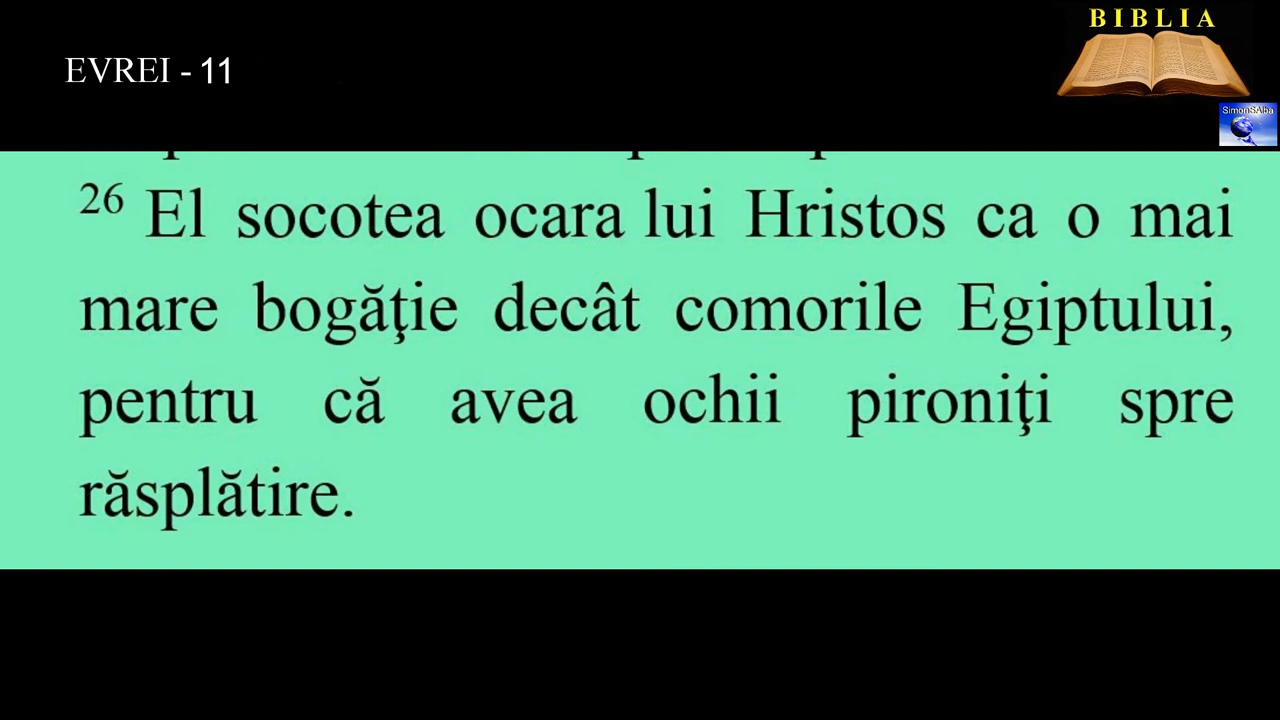 BIBLIA
EVREI - 11
SimonSAlba
26 El socotea ocara lui Hristos ca o mai
mare bogăţie decât comorile Egiptului,
pentru că avea ochii pironiţi spre
răsplătire.